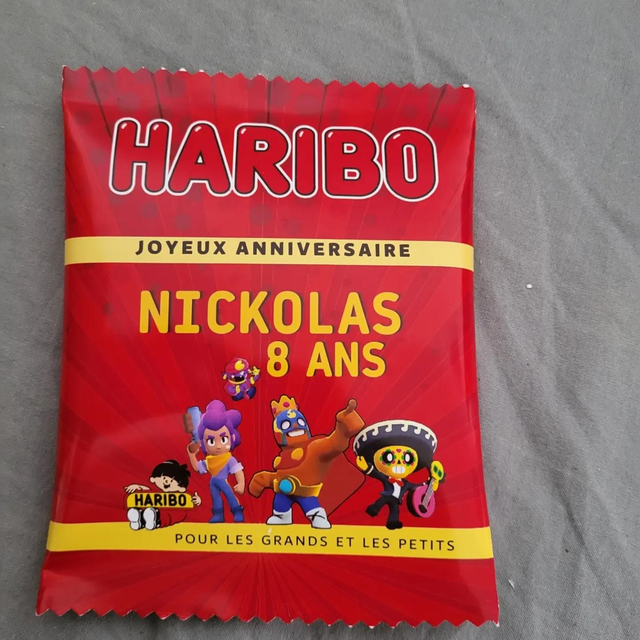 HARIBO
JOYEUX ANNIVERSAIRE
NICKOLAS
8 ANS
HARIBO
POUR LES GRANDS ET LES PETITS